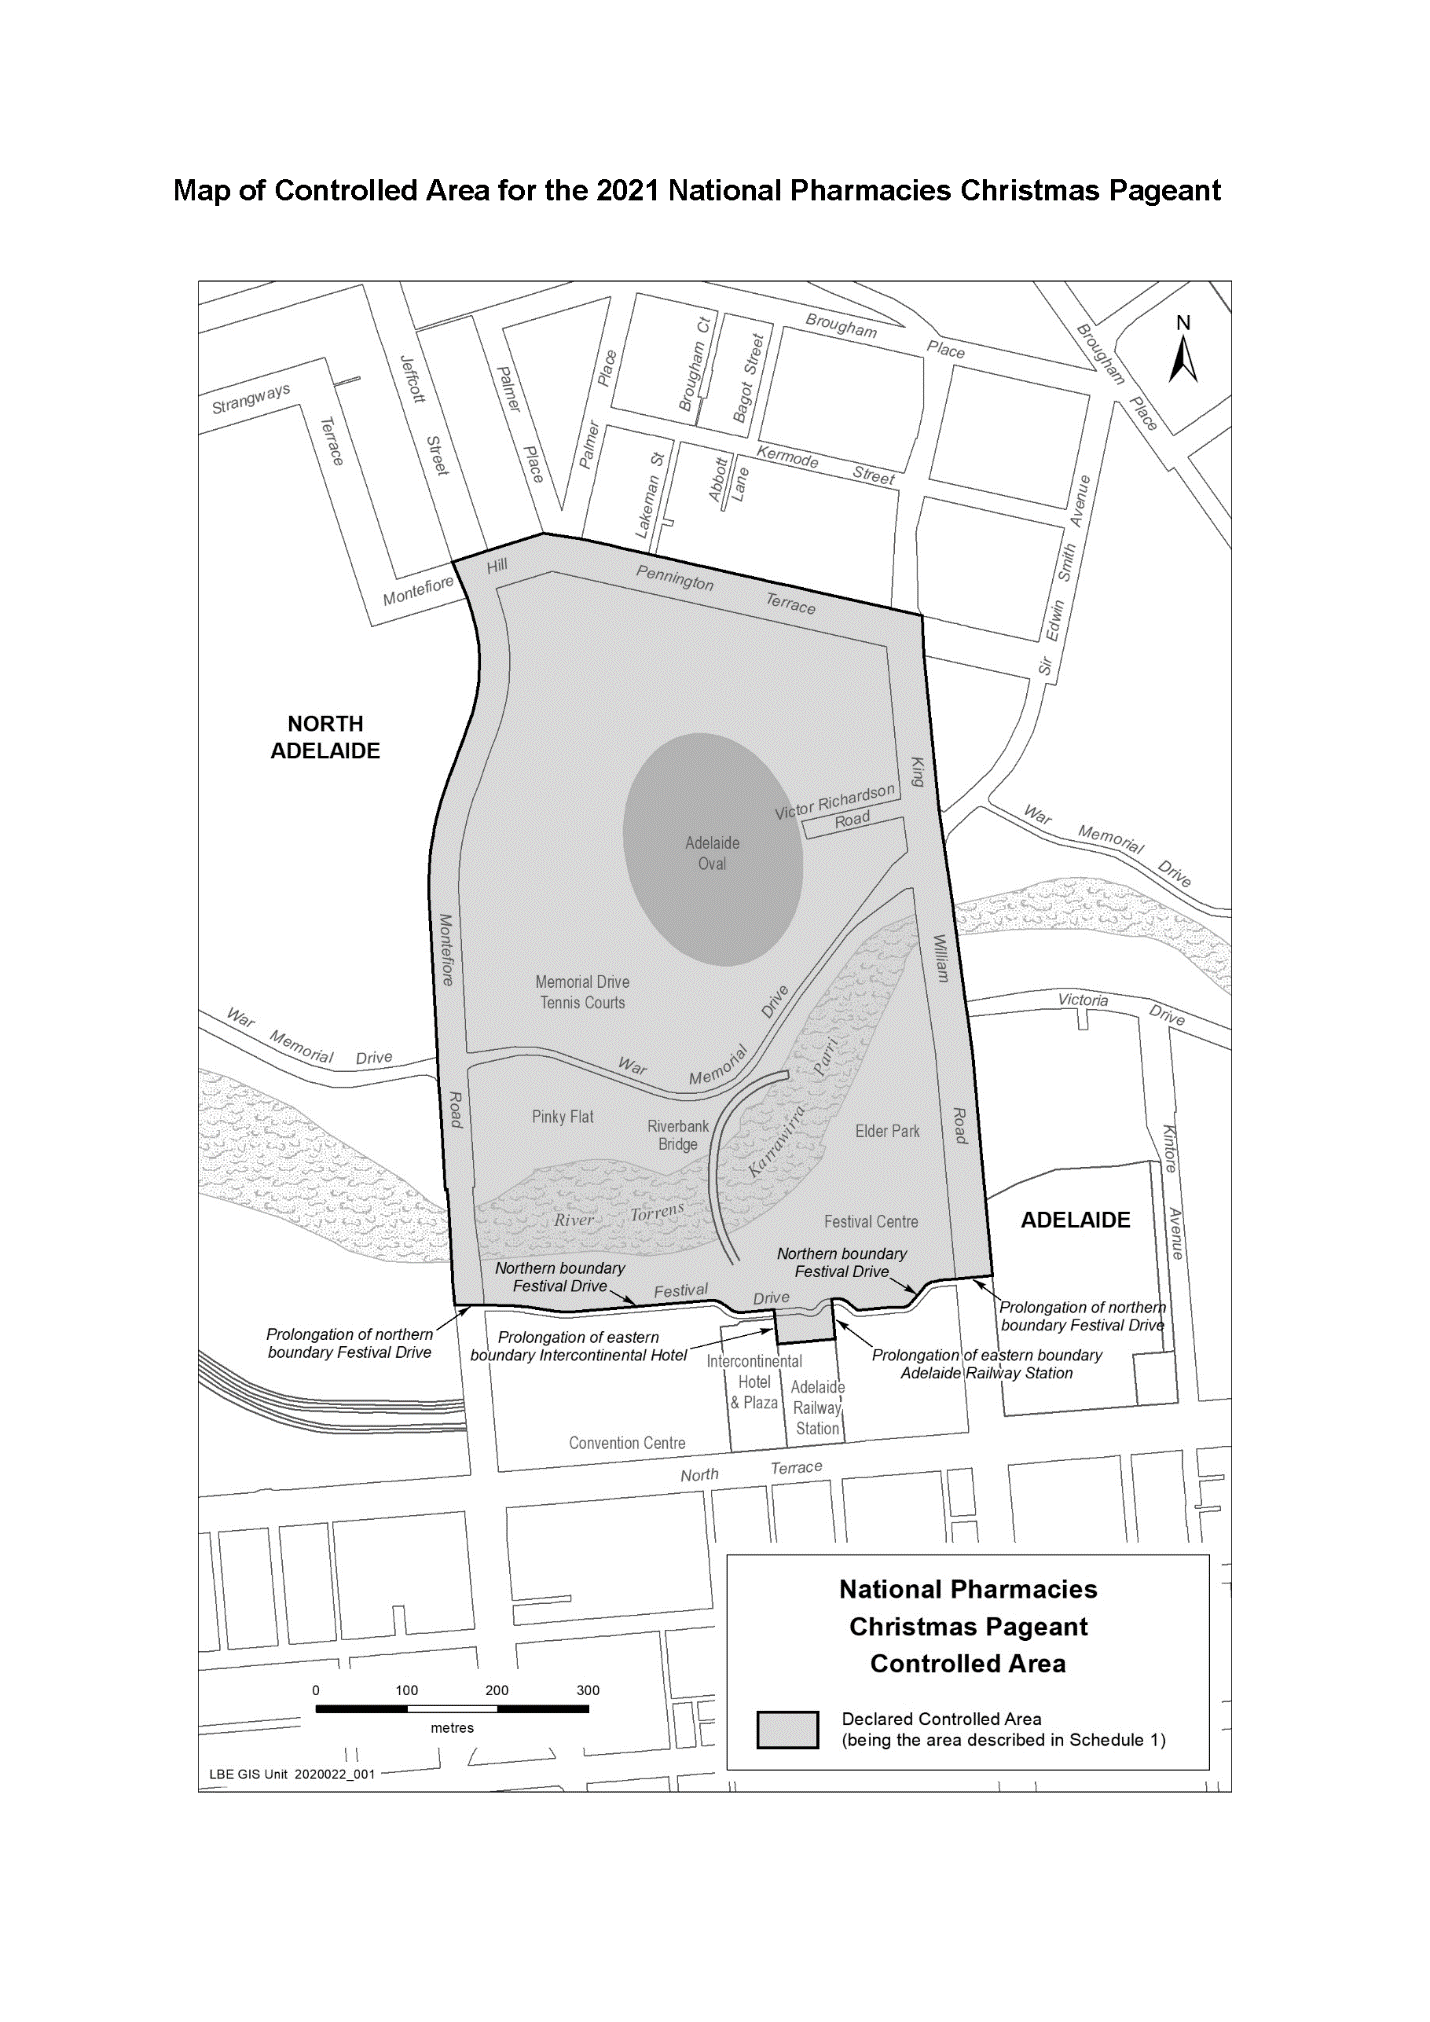 Map of Controlled Area for the 2021 National Pharmacies Christmas Pageant
N
Brougham
Place
Brougham
Place
Brougham Ct
Bagot Street
Palmer
Place
Palmer
Place
Jeffcott
Street
Strangways
Terrace
Kermode
Street
Lakeman St
Abbott
Lane
Sir Edwin Smith Avenue
Montefiore
Hill
Pennington
Terrace
NORTH
ADELAIDE
King
Victor Richardson
Road
Adelaide
Oval
War Memorial Drive
Montefiore
William
Memorial Drive
Tennis Courts
Drive
Victoria
Drive
War Memorial Drive
War
Memorial
Parri
Karrawirra
Road
Pinky Flat
Riverbank
Bridge
Elder Park
Road
Kintore
Avenue
River Torrens
Festival Centre
ADELAIDE
Northern boundary
Festival Drive
Northern boundary
Festival Drive
Festival
Drive
Prolongation of northern
boundary Festival Drive
Prolongation of northern
boundary Festival Drive
Prolongation of eastern
boundary Intercontinental Hotel
Prolongation of eastern boundary
Adelaide Railway Station
Intercontinental
Hotel
& Plaza
Adelaide
Railway
Station
Convention Centre
North Terrace
National Pharmacies
Christmas Pageant
Controlled Area
Declared Controlled Area
(being the area described in Schedule 1)
0 100 200 300
metres
LBE GIS Unit 2020022_001